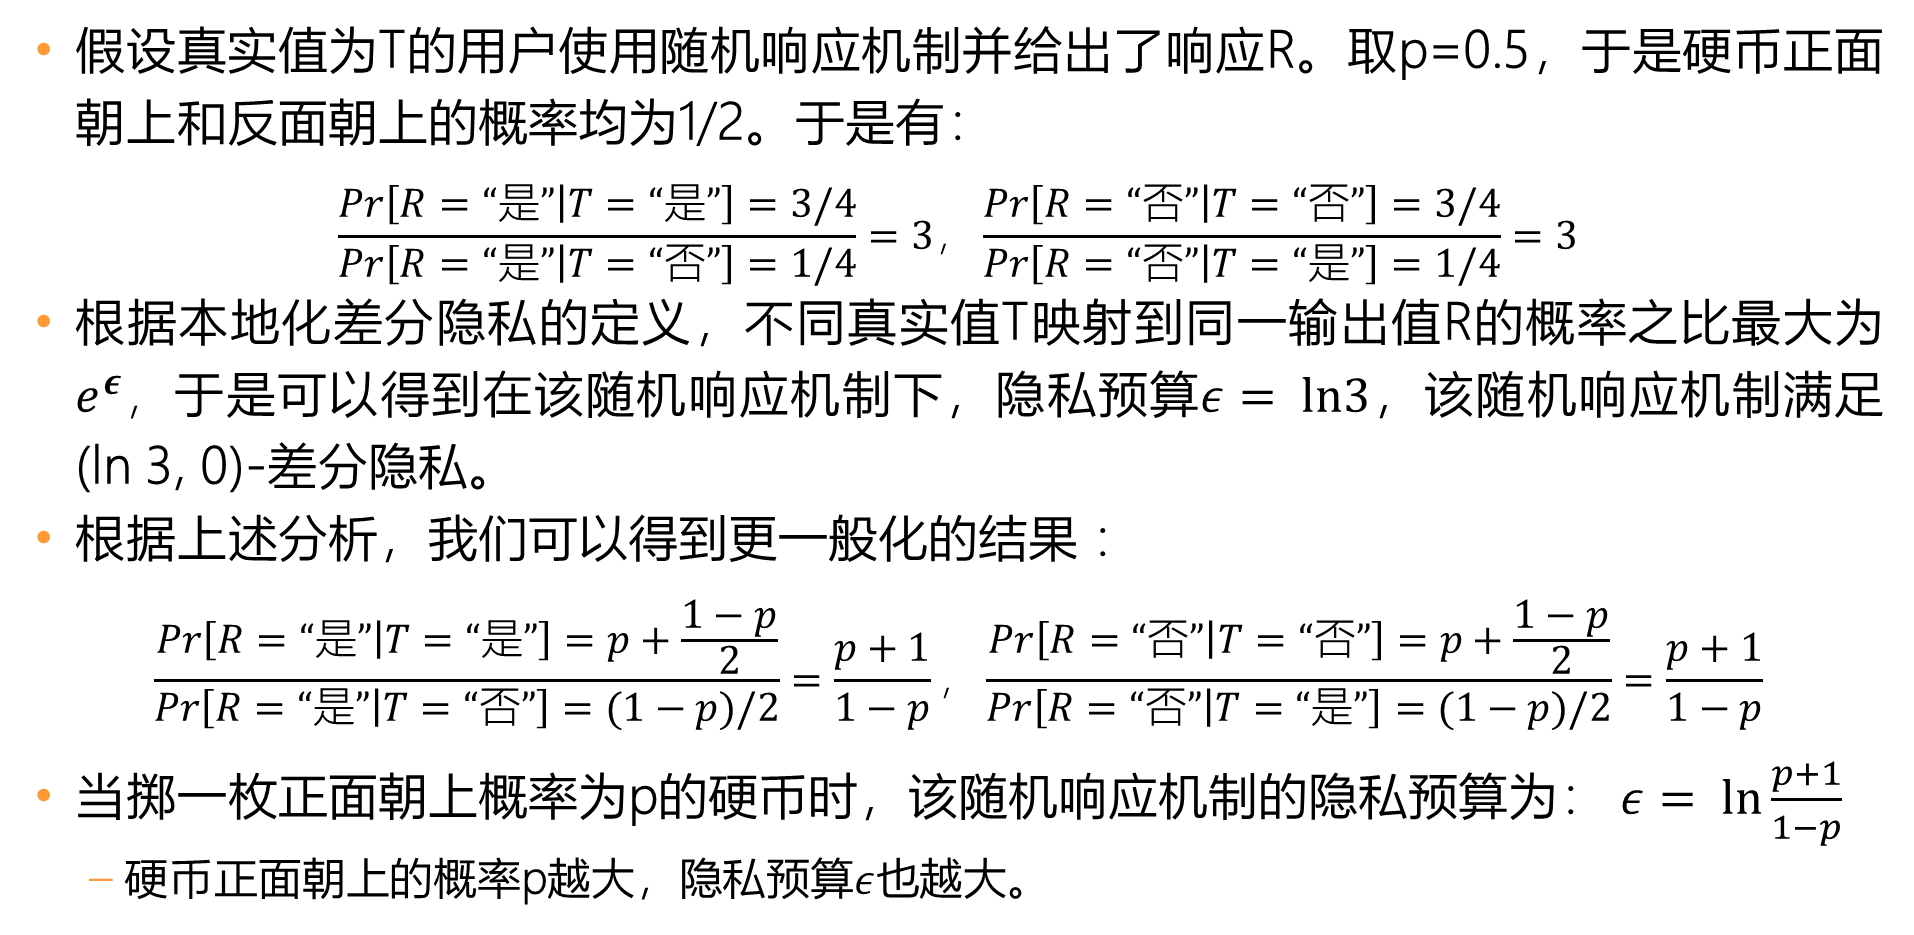 • 假设真实值为T的用户使用随机响应机制并给出了响应R。取p=0.5，于是硬币正面
朝上和反面朝上的概率均为1/2。于是有：
\frac{Pr[R = “是”|T = “是”] = 3/4}{Pr[R = “是”|T = “否”] = 1/4} = 3， \frac{Pr[R = “否”|T = “否”] = 3/4}{Pr[R = “否”|T = “是”] = 1/4} = 3
• 根据本地化差分隐私的定义，不同真实值T映射到同一输出值R的概率之比最大为
e^ϵ，于是可以得到在该随机响应机制下，隐私预算ϵ = ln3，该随机响应机制满足
(ln 3, 0)-差分隐私。
• 根据上述分析，我们可以得到更一般化的结果：
\frac{Pr[R = “是”|T = “是”] = p + \frac{1 − p}{2}}{Pr[R = “是”|T = “否”] = (1 − p)/2} = \frac{p + 1}{1 − p}， \frac{Pr[R = “否”|T = “否”] = p + \frac{1 − p}{2}}{Pr[R = “否”|T = “是”] = (1 − p)/2} = \frac{p + 1}{1 − p}
• 当掷一枚正面朝上概率为p的硬币时，该随机响应机制的隐私预算为： ϵ = ln\frac{p+1}{1−p}
– 硬币正面朝上的概率p越大，隐私预算ϵ也越大。